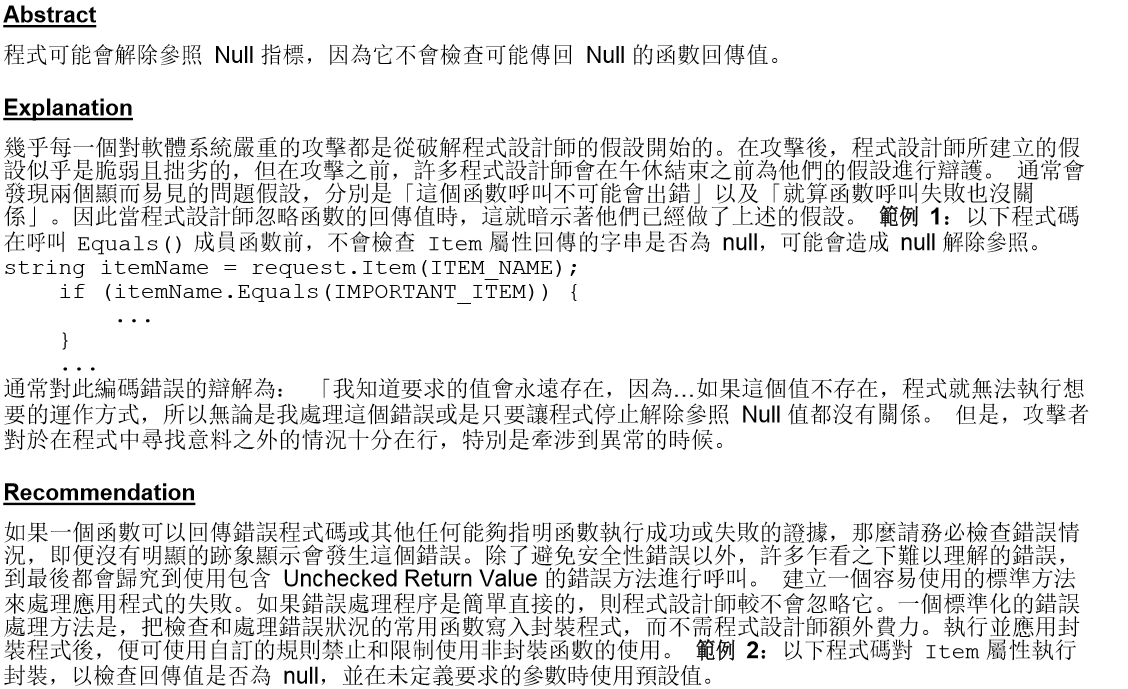 Abstract
程式可能會解除參照 Null 指標，因為它不會檢查可能傳回 Null 的函數回傳值。
Explanation
幾乎每一個對軟體系統嚴重的攻擊都是從破解程式設計師的假設開始的。在攻擊後，程式設計師所建立的假
設似乎是脆弱且拙劣的，但在攻擊之前，許多程式設計師會在午休結束之前為他們的假設進行辯護。 通常會
發現兩個顯而易見的問題假設，分別是「這個函數呼叫不可能會出錯」以及「就算函數呼叫失敗也沒關
係」。因此當程式設計師忽略函數的回傳值時，這就暗示著他們已經做了上述的假設。 範例 1：以下程式碼
在呼叫 Equals() 成員函數前，不會檢查 Item 屬性回傳的字串是否為 null，可能會造成 null 解除參照。
string itemName = request.Item(ITEM_NAME);
    if (itemName.Equals(IMPORTANT_ITEM)) {
        ...
    }
    ...
通常對此編碼錯誤的辯解為： 「我知道要求的值會永遠存在，因為...如果這個值不存在，程式就無法執行想
要的運作方式，所以無論是我處理這個錯誤或是只要讓程式停止解除參照 Null 值都沒有關係。 但是，攻擊者
對於在程式中尋找意料之外的情況十分在行，特別是牽涉到異常的時候。
Recommendation
如果一個函數可以回傳錯誤程式碼或其他任何能夠指明函數執行成功或失敗的證據，那麼請務必檢查錯誤情
況，即便沒有明顯的跡象顯示會發生這個錯誤。除了避免安全性錯誤以外，許多乍看之下難以理解的錯誤，
到最後都會歸究到使用包含 Unchecked Return Value 的錯誤方法進行呼叫。 建立一個容易使用的標準方法
來處理應用程式的失敗。如果錯誤處理程序是簡單直接的，則程式設計師較不會忽略它。一個標準化的錯誤
處理方法是，把檢查和處理錯誤狀況的常用函數寫入封裝程式，而不需程式設計師額外費力。執行並應用封
裝程式後，便可使用自訂的規則禁止和限制使用非封裝函數的使用。 範例 2：以下程式碼對 Item 屬性執行
封裝，以檢查回傳值是否為 null，並在未定義要求的參數時使用預設值。